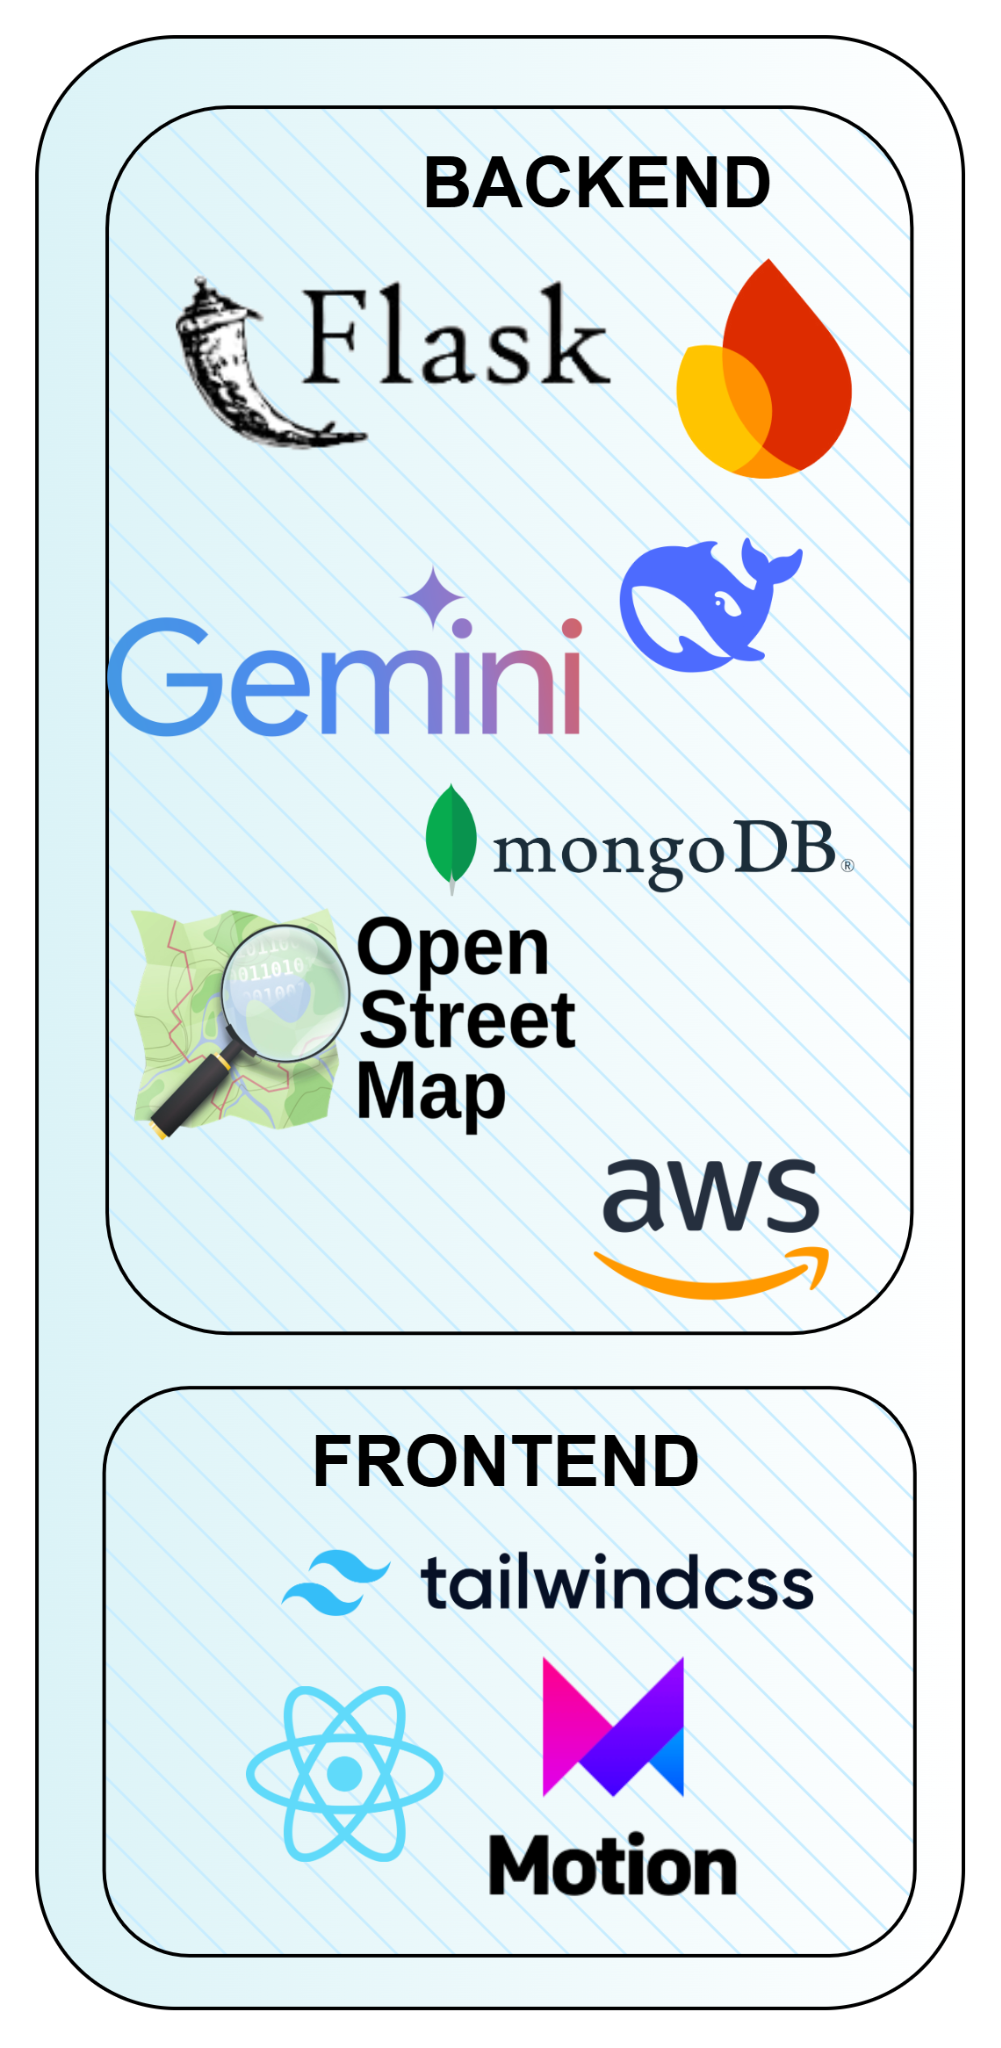 BACKEND
Flask
Gemini
mongoDB®
Open
Street
Map
aws
FRONTEND
tailwindcss
Motion